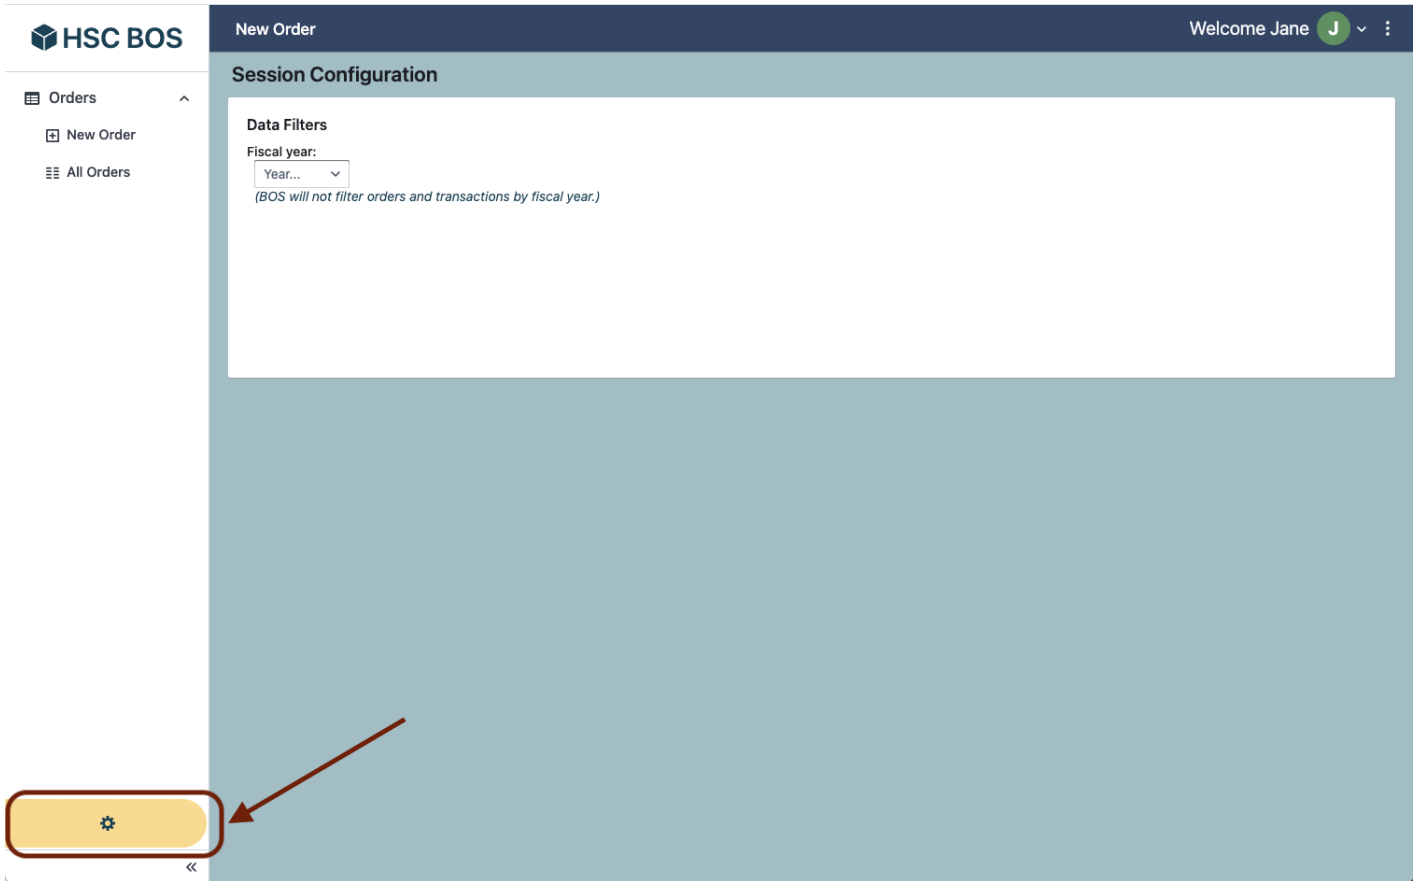 HSC BOS
New Order
Welcome Jane J
Orders
New Order
All Orders
Session Configuration
Data Filters
Fiscal year:
Year...
(BOS will not filter orders and transactions by fiscal year.)